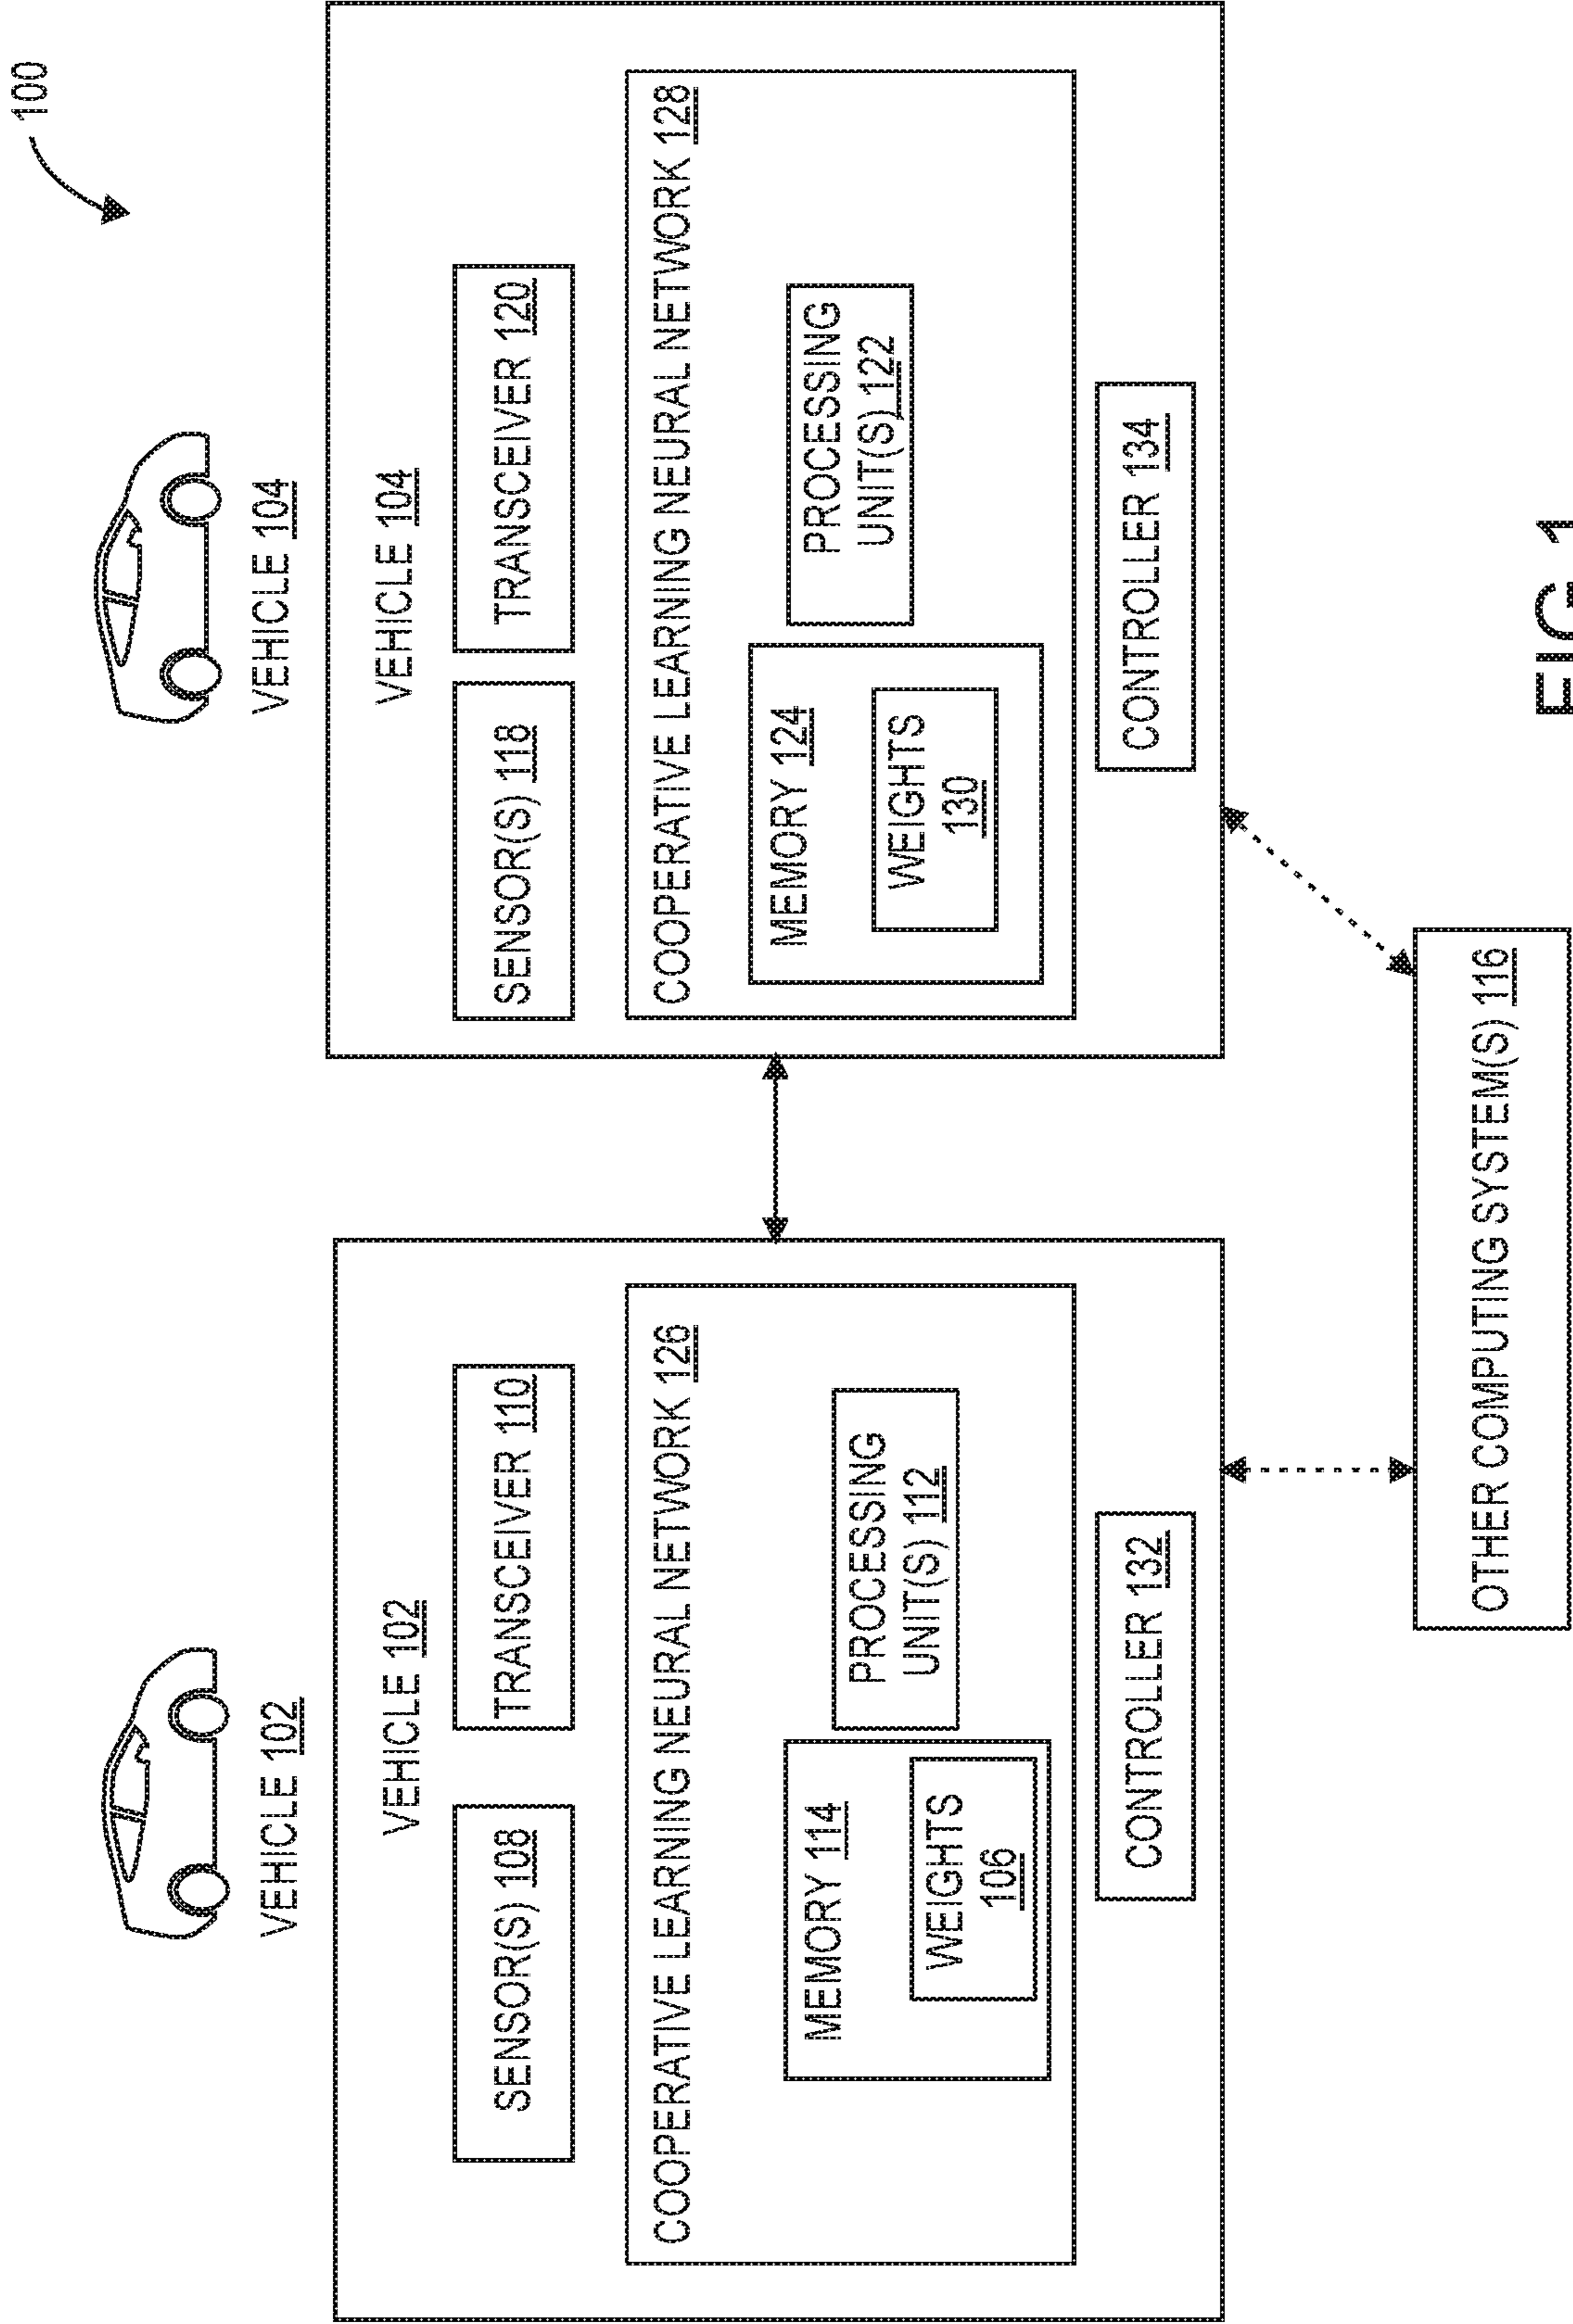 100
VEHICLE 102
VEHICLE 104
VEHICLE 102
SENSOR(S) 108
TRANSCEIVER 110
COOPERATIVE LEARNING NEURAL NETWORK 126
MEMORY 114
WEIGHTS
106
PROCESSING
UNIT(S) 112
CONTROLLER 132
VEHICLE 104
SENSOR(S) 118
TRANSCEIVER 120
COOPERATIVE LEARNING NEURAL NETWORK 128
MEMORY 124
WEIGHTS
130
PROCESSING
UNIT(S) 122
CONTROLLER 134
OTHER COMPUTING SYSTEM(S) 116
FIG 1